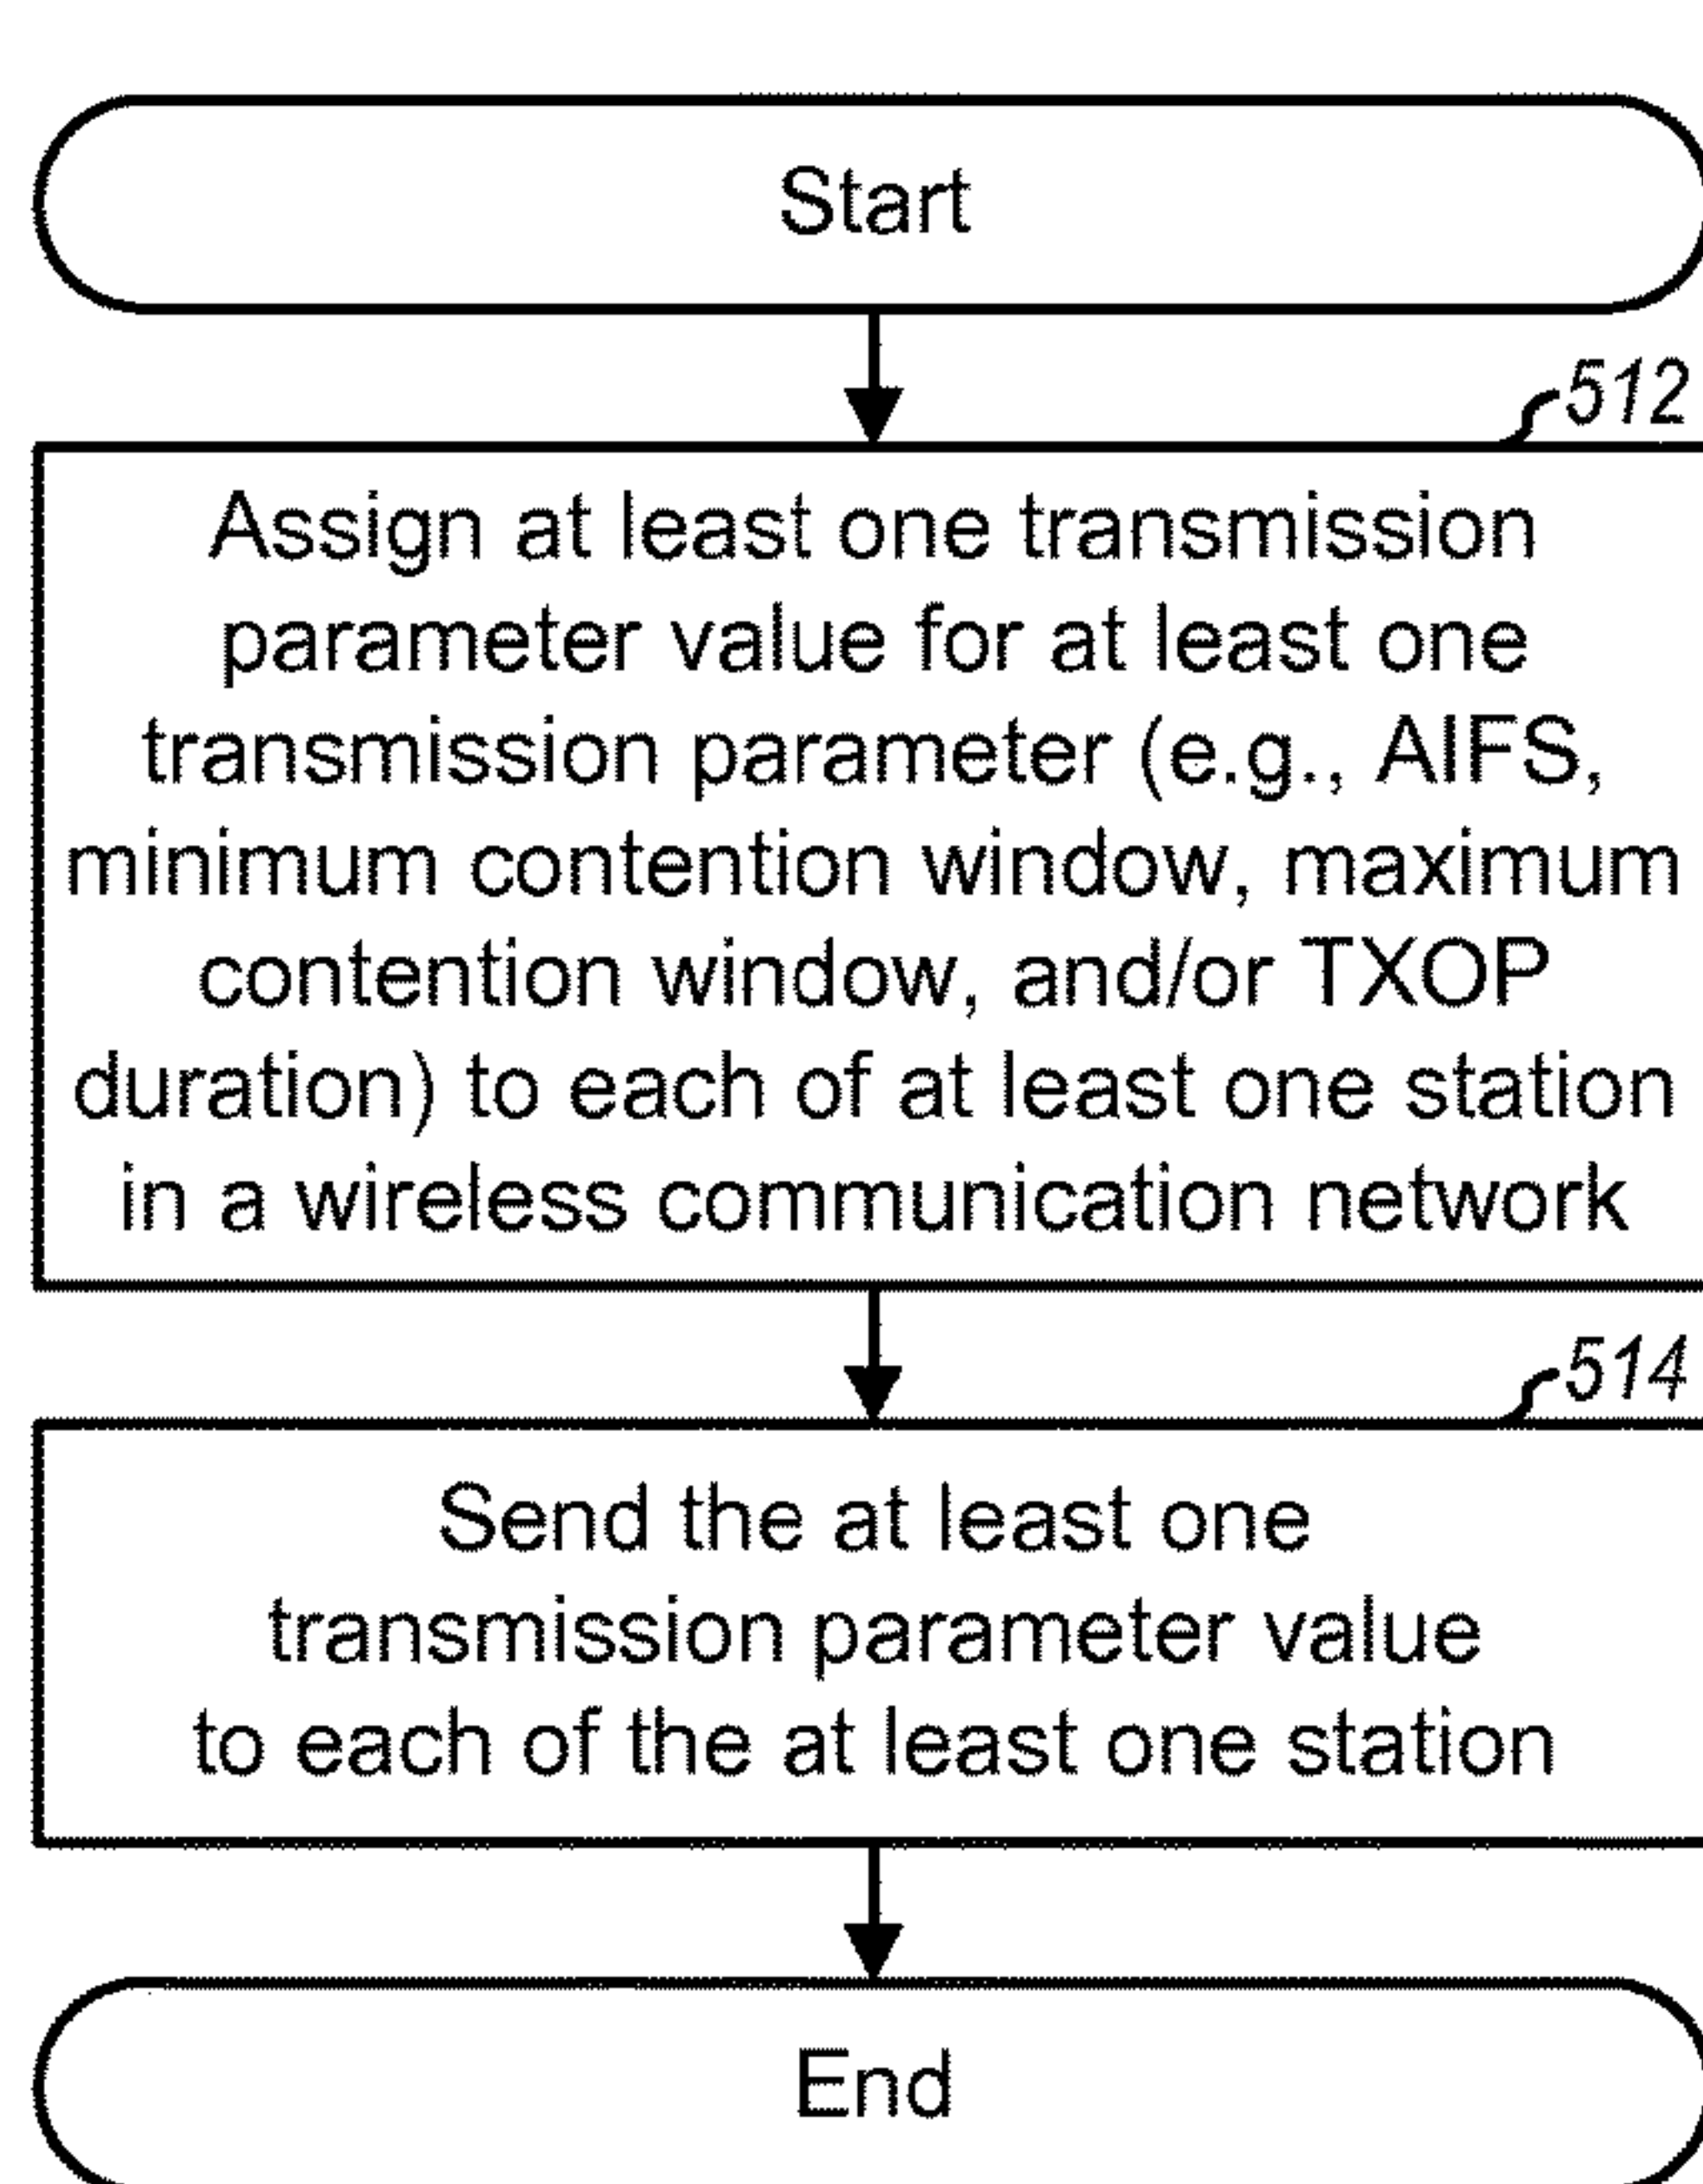 Start
512
Assign at least one transmission
parameter value for at least one
transmission parameter (e.g., AIFS,
minimum contention window, maximum
contention window, and/or TXOP
duration) to each of at least one station
in a wireless communication network
514
Send the at least one
transmission parameter value
to each of the at least one station
End